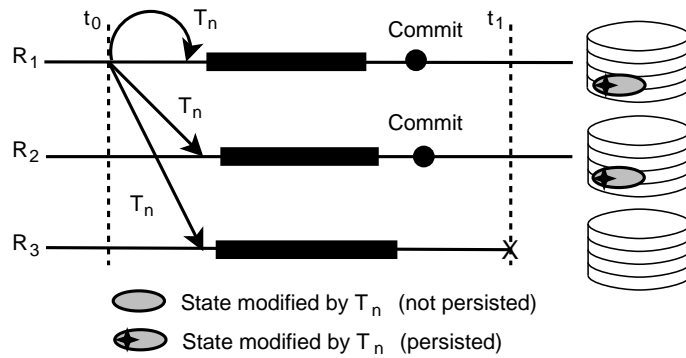 t0 t1
Tn
Commit
R1
Tn
Commit
R2
Tn
R3
X
State modified by Tn (not persisted)
State modified by Tn (persisted)